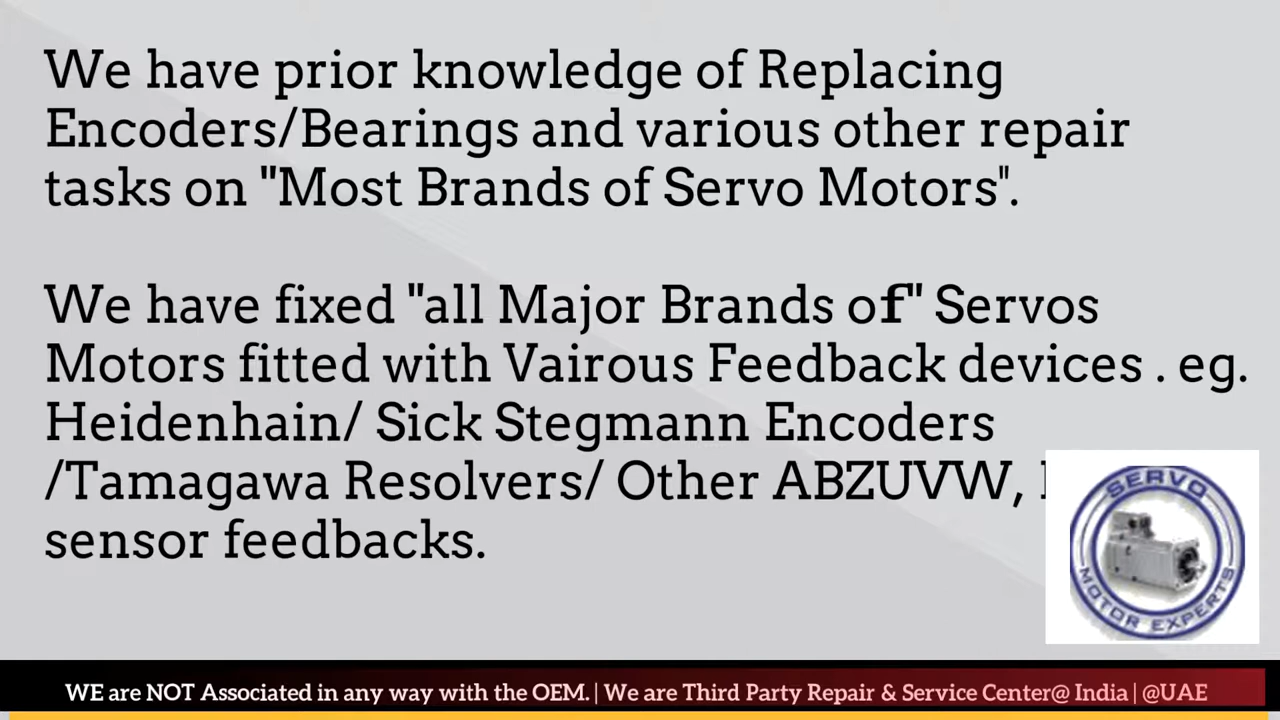 We have prior knowledge of Replacing
Encoders/Bearings and various other repair
tasks on "Most Brands of Servo Motors".
We have fixed "all Major Brands of" Servos
Motors fitted with Vairous Feedback devices . eg.
Heidenhain/ Sick Stegmann Encoders
/Tamagawa Resolvers/ Other ABZUVW,
sensor feedbacks.
SERVO
MOTOR EXPERTS
WE are NOT Associated in any way with the OEM. | We are Third Party Repair & Service Center@ India | @UAE